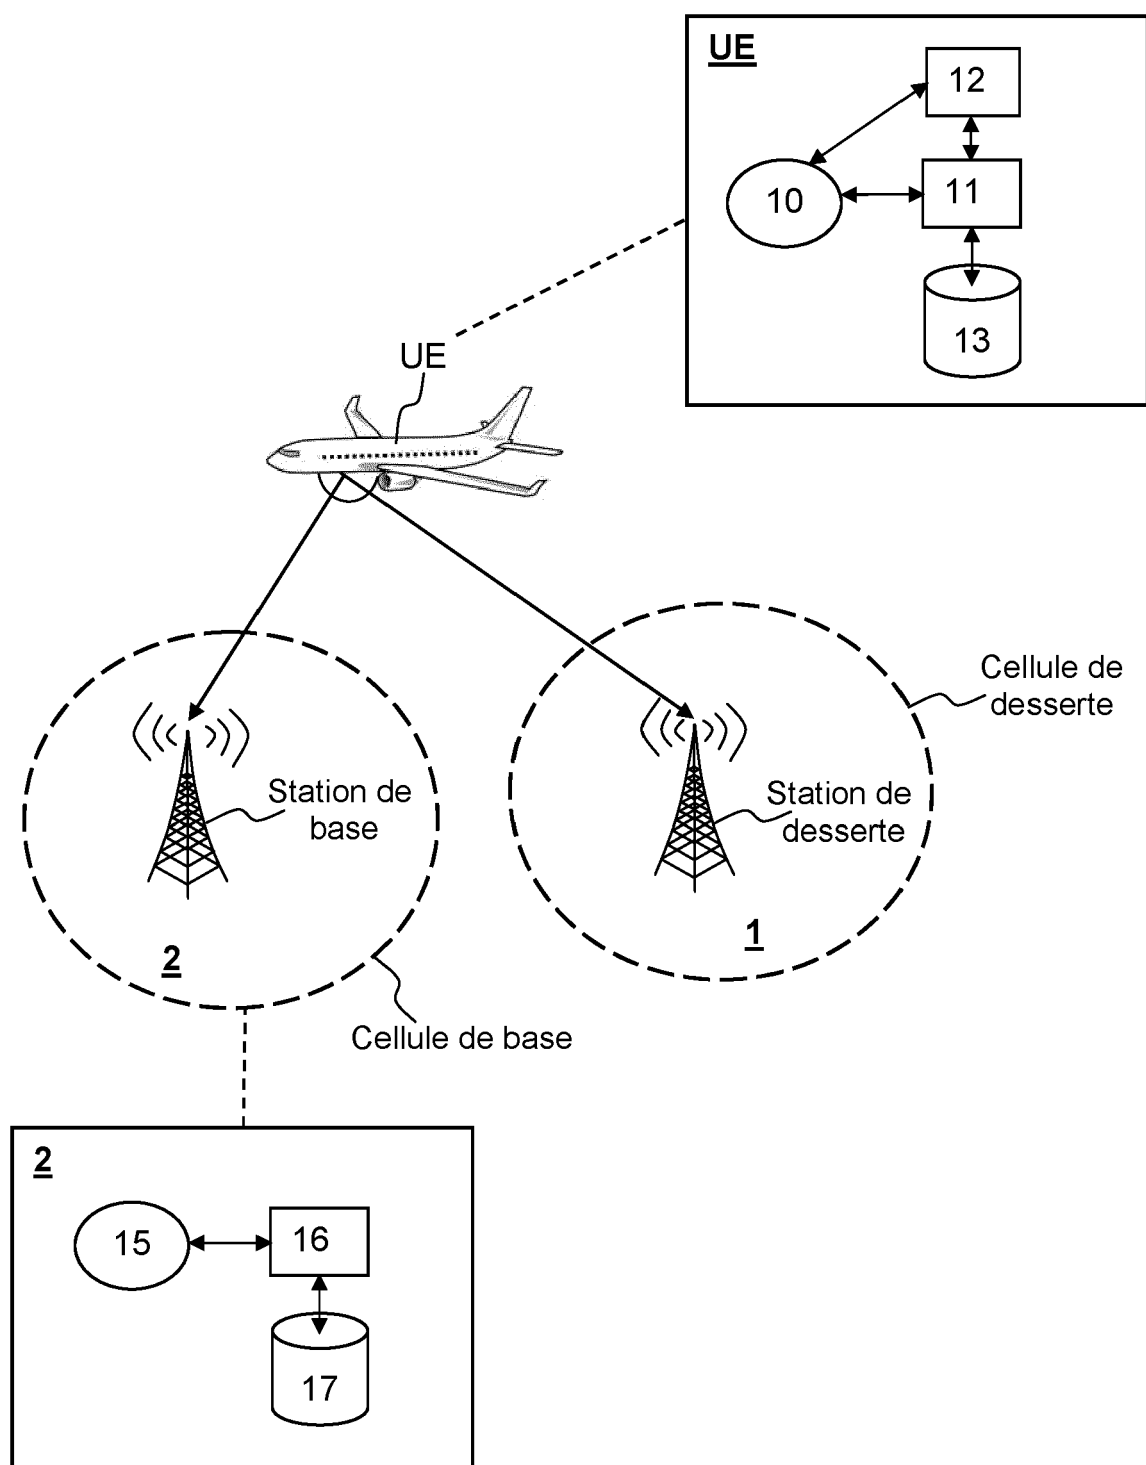 UE
12
11
10
13
UE
Cellule de
desserte
Station de
base
Station de
desserte
2
1
Cellule de base
2
15
16
17